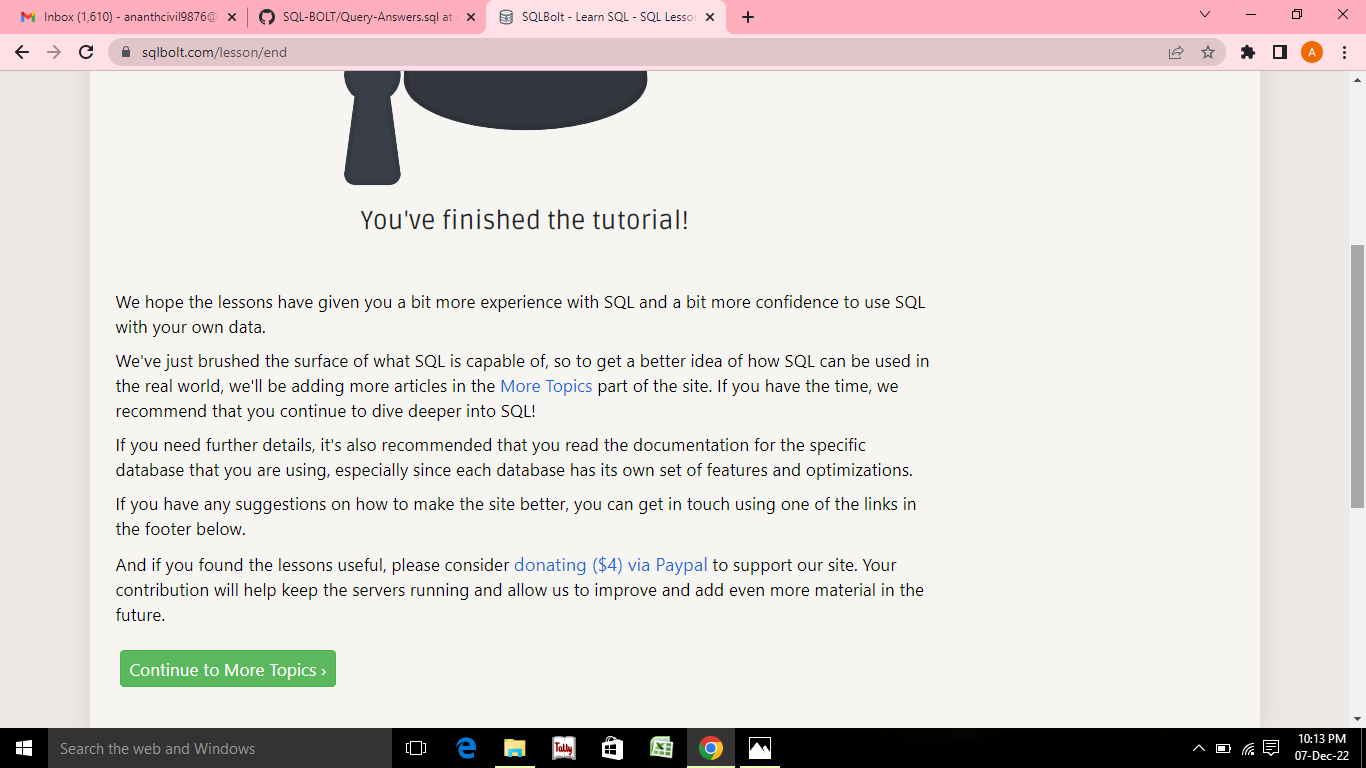 Inbox (1,610) - ananthcivil9876@
SQL-BOLT/Query-Answers.sql at
SQLBolt - Learn SQL - SQL Lesso
sqlbolt.com/lesson/end
A
You've finished the tutorial!
We hope the lessons have given you a bit more experience with SQL and a bit more confidence to use SQL
with your own data.
We've just brushed the surface of what SQL is capable of, so to get a better idea of how SQL can be used in
the real world, we'll be adding more articles in the More Topics part of the site. If you have the time, we
recommend that you continue to dive deeper into SQL!
If you need further details, it's also recommended that you read the documentation for the specific
database that you are using, especially since each database has its own set of features and optimizations.
If you have any suggestions on how to make the site better, you can get in touch using one of the links in
the footer below.
And if you found the lessons useful, please consider donating ($4) via Paypal to support our site. Your
contribution will help keep the servers running and allow us to improve and add even more material in the
future.
Continue to More Topics ›
Search the web and Windows
Tally
10:13 PM
07-Dec-22